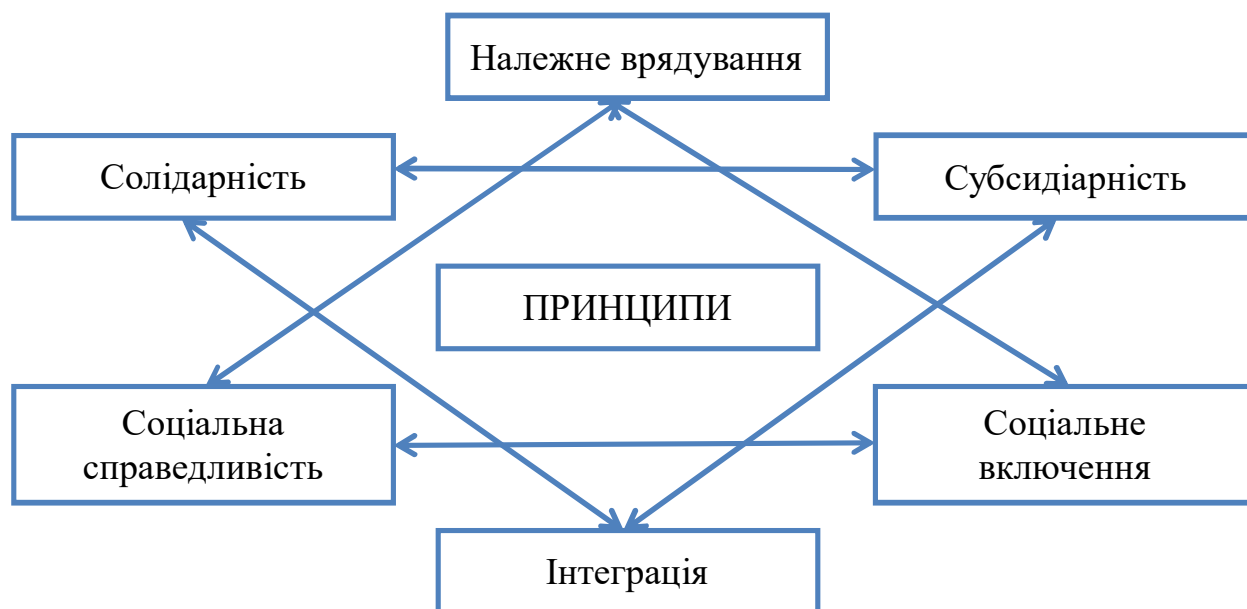 Належне врядування
Солідарність
Субсидіарність
ПРИНЦИПИ
Соціальна
справедливість
Соціальне
включення
Інтеграція